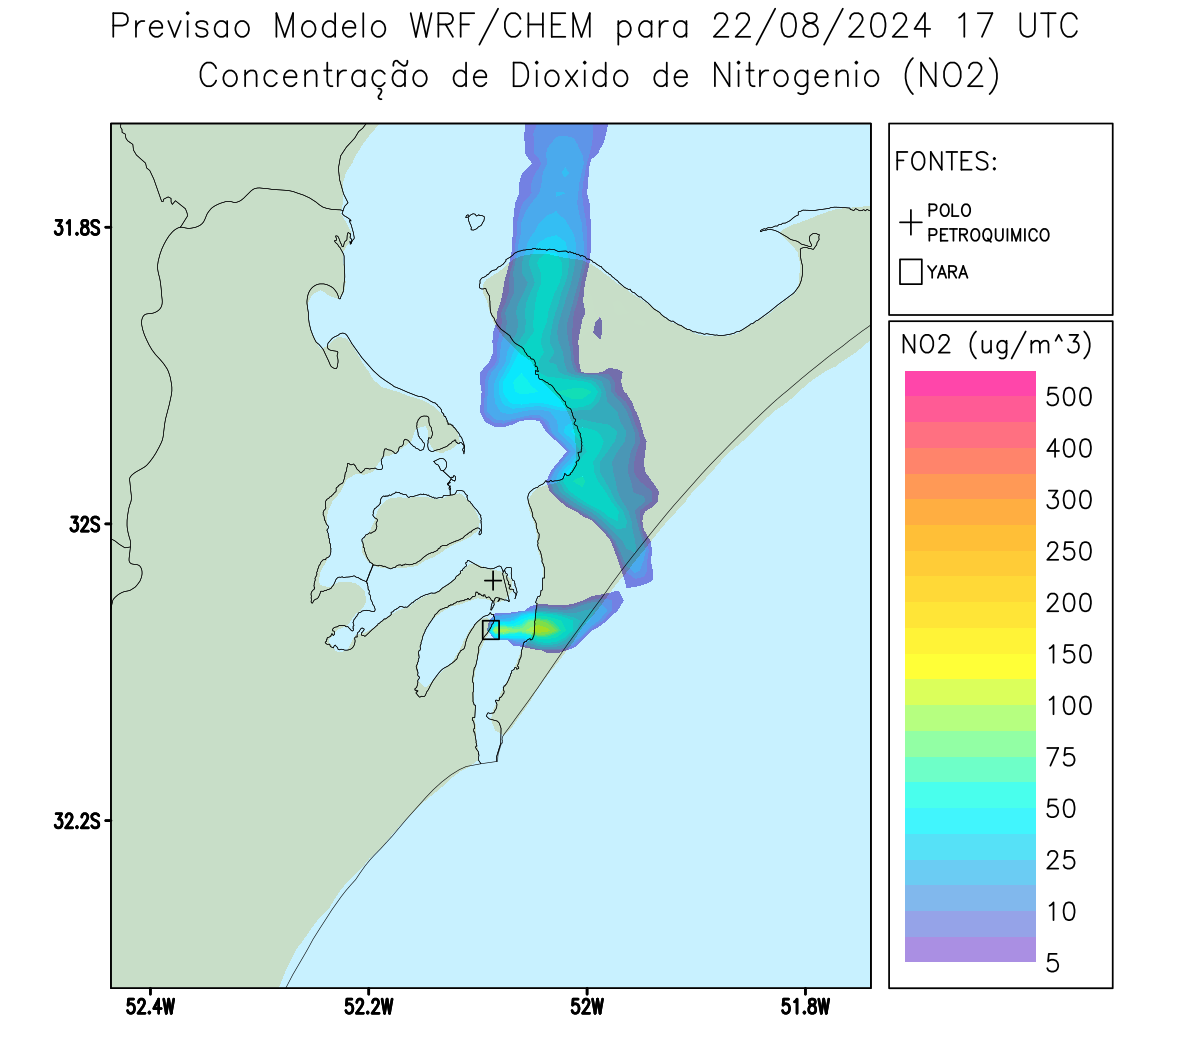 Previsao Modelo WRF/CHEM para 22/08/2024 17 UTC
Concentração de Dioxido de Nitrogenio (NO2)
FONTES:
POLO
PETROQUIMICO
YARA
NO2 (ug/m^3)
500
400
300
250
200
150
100
75
50
25
10
5
31.8S
32S
32.2S
52.4W
52.2W
52W
51.8W